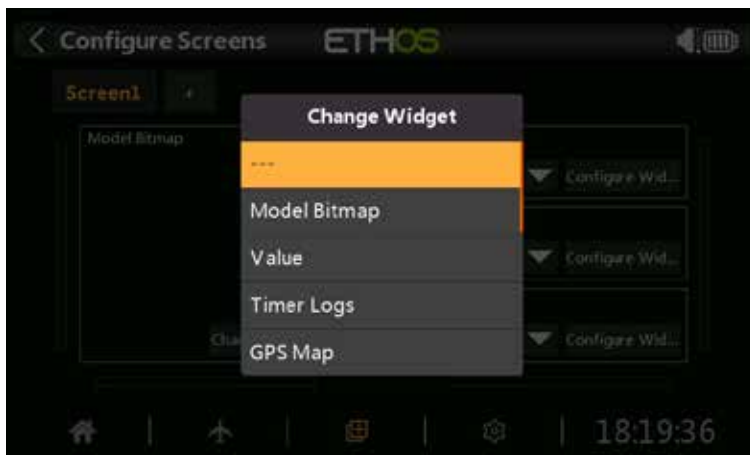 Configure Screens
ETHOS
Screen1
+
Change Widget
Model Bitmap
---
Configure Wid...
Model Bitmap
Value
Configure Wid...
Timer Logs
Cha
Configure Wid...
GPS Map
18:19:36